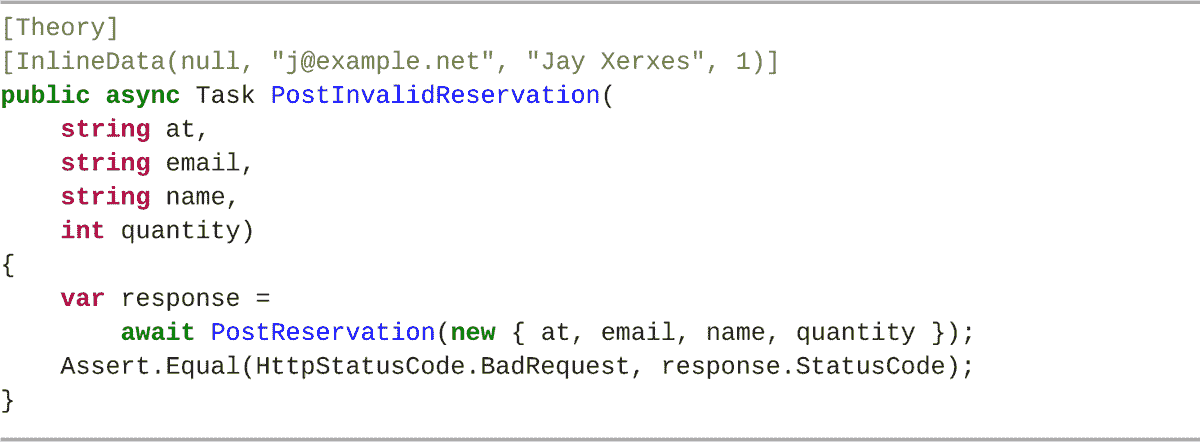 [Theory]
[InlineData(null, "j@example.net", "Jay Xerxes", 1)]
public async Task PostInvalidReservation(
    string at,
    string email,
    string name,
    int quantity)
{
    var response =
        await PostReservation(new { at, email, name, quantity });
    Assert.Equal(HttpStatusCode.BadRequest, response.StatusCode);
}